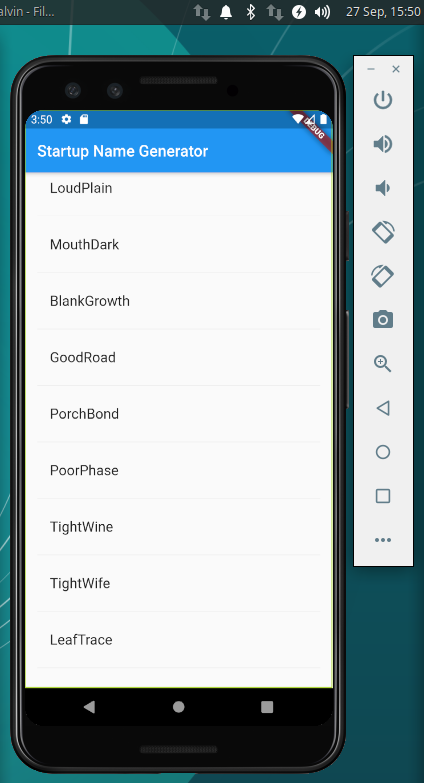 alvin - Fil...
27 Sep, 15:50
3:50
DEBUG
Startup Name Generator
LoudPlain
MouthDark
BlankGrowth
GoodRoad
PorchBond
PoorPhase
TightWine
TightWife
LeafTrace